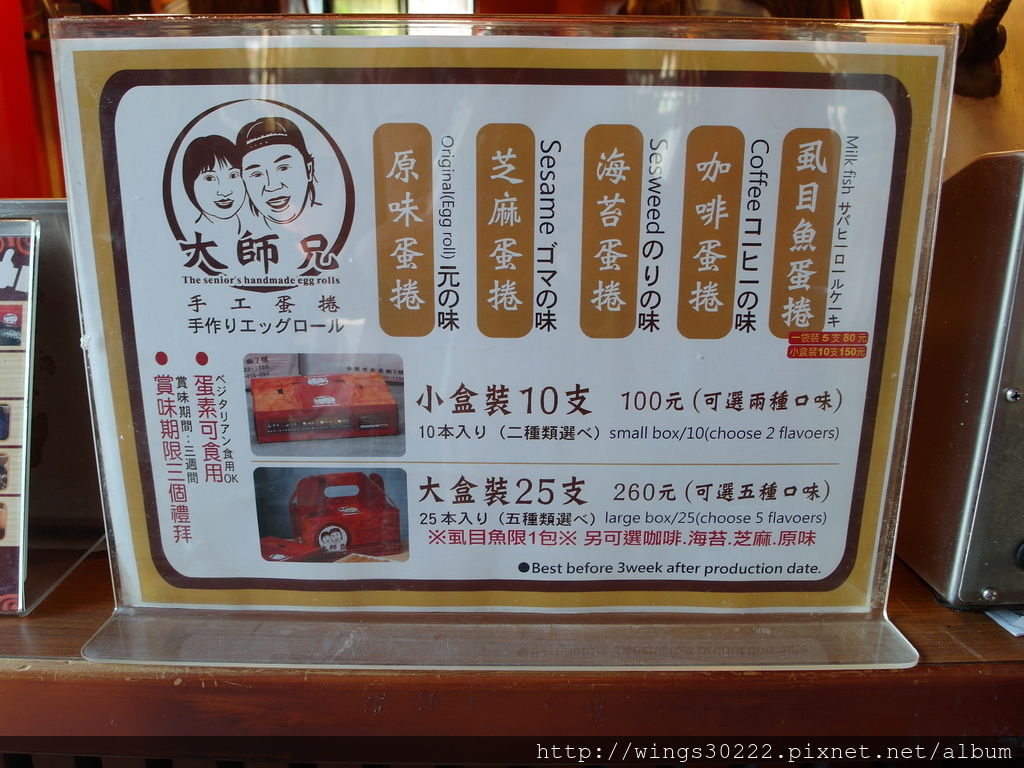 大師兄
The senior's handmade egg rolls
手工蛋捲
手作りエッグロール
原味蛋捲
Original(Egg roll) 元の味
芝麻蛋捲
Sesame ゴマの味
海苔蛋捲
Sesweed のりの味
咖啡蛋捲
Coffee コーヒーの味
虱目魚蛋捲
Milk fish サバヒーロールケーキ
一袋裝5支80元
小盒裝10支150元
●蛋素可食用
ベジタリアン食用OK
●賞味期限三個禮拜
賞味期間:三週間
小盒裝10支 100元(可選兩種口味)
10本入り(二種類選べ) small box/10(choose 2 flavoers)
大盒裝25支 260元(可選五種口味)
25本入り(五種類選べ) large box/25(choose 5 flavoers)
※虱目魚限1包※ 另可選咖啡.海苔.芝麻.原味
●Best before 3week after production date.
大師兄
http://wings30222.pixnet.net/album